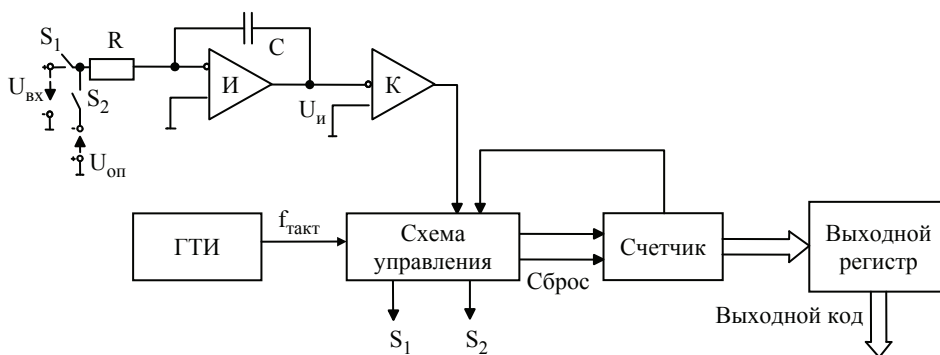 S1
R
C
И
К
Uвх
S2
Uи
Uоп
ГТИ
fтакт
Схема
управления
Сброс
Счетчик
Выходной
регистр
S1
S2
Выходной код